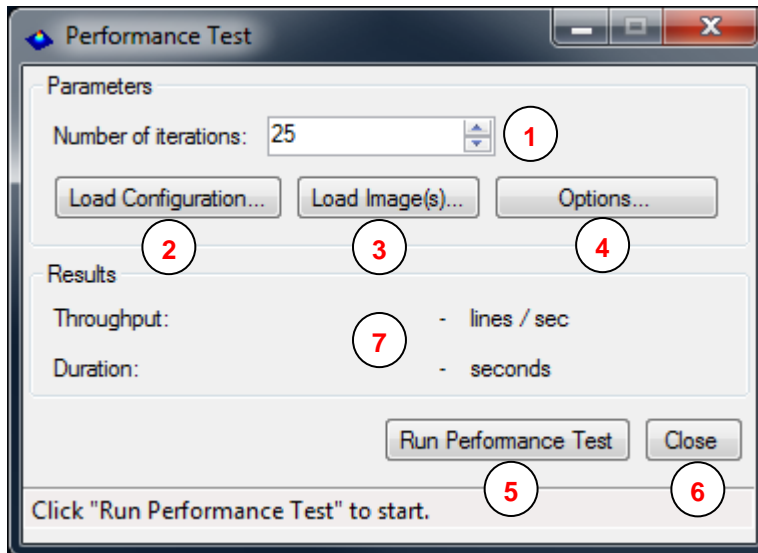 Performance Test
Parameters
Number of iterations: 25 1
Load Configuration... Load Image(s)... Options...
2 3 4
Results
Throughput: - lines / sec
7
Duration: - seconds
Run Performance Test Close
5 6
Click "Run Performance Test" to start.